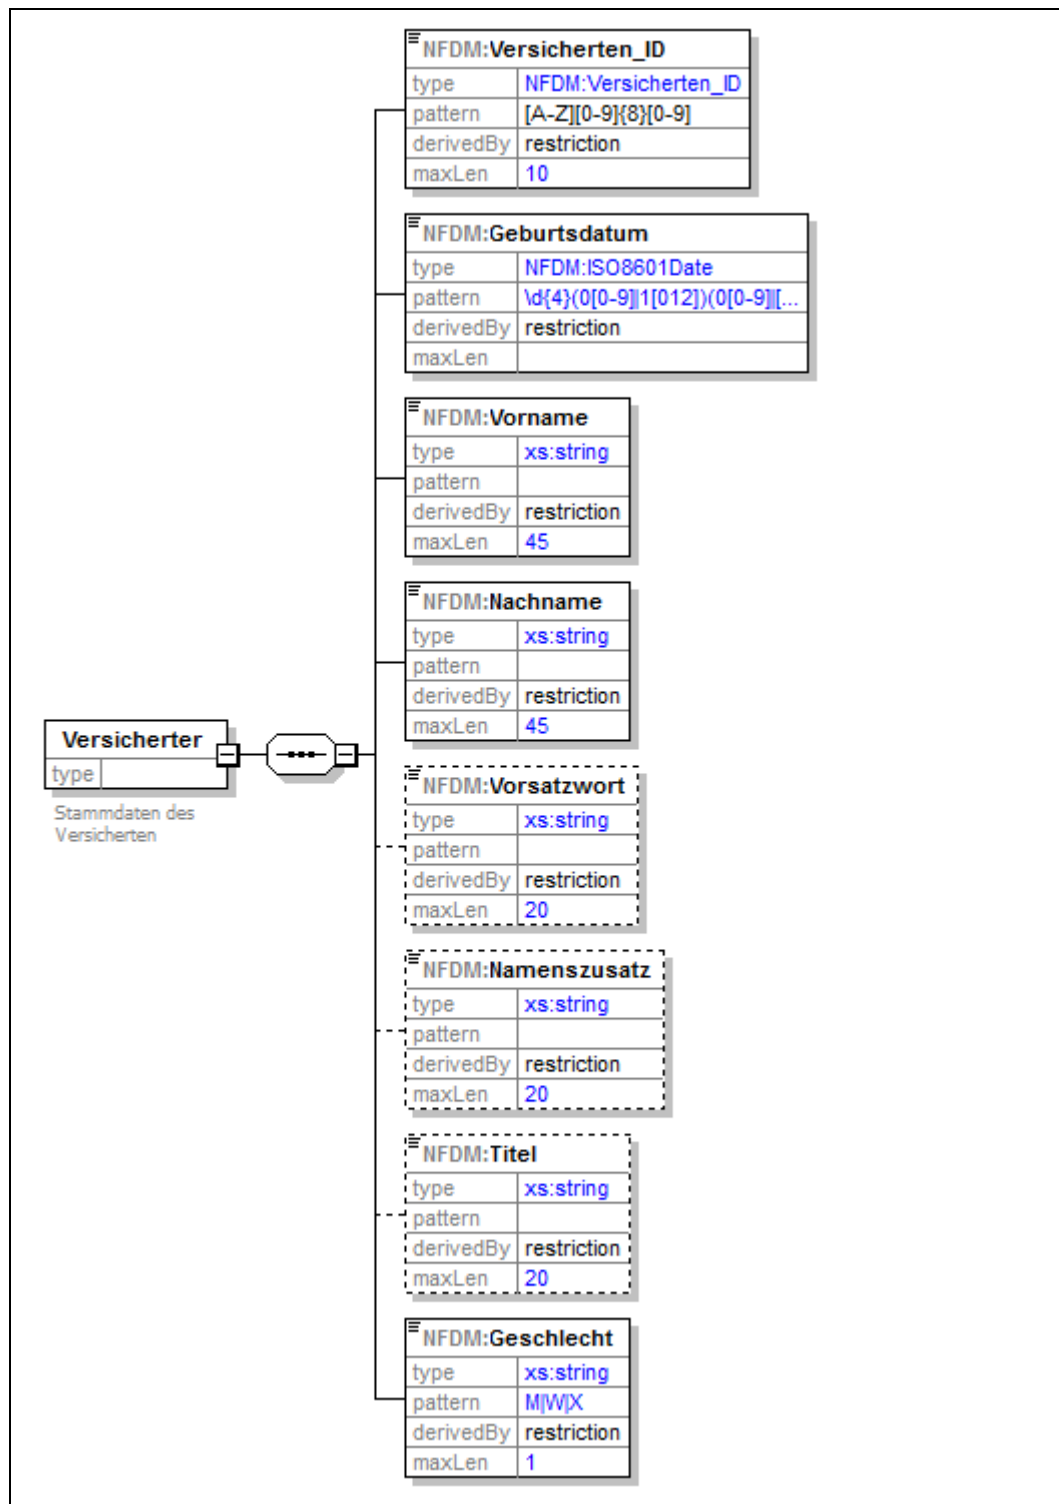 NFDM:Versicherten_ID
type NFDM:Versicherten_ID
pattern [A-Z][0-9]{8}[0-9]
derivedBy restriction
maxLen 10
NFDM:Geburtsdatum
type NFDM:ISO8601Date
pattern \d{4}(0[0-9]|1[012])(0[0-9]|[...
derivedBy restriction
maxLen
NFDM:Vorname
type xs:string
pattern
derivedBy restriction
maxLen 45
NFDM:Nachname
type xs:string
pattern
derivedBy restriction
maxLen 45
Versicherter
type
Stammdaten des
Versicherten
NFDM:Vorsatzwort
type xs:string
pattern
derivedBy restriction
maxLen 20
NFDM:Namenszusatz
type xs:string
pattern
derivedBy restriction
maxLen 20
NFDM:Titel
type xs:string
pattern
derivedBy restriction
maxLen 20
NFDM:Geschlecht
type xs:string
pattern M|W|X
derivedBy restriction
maxLen 1